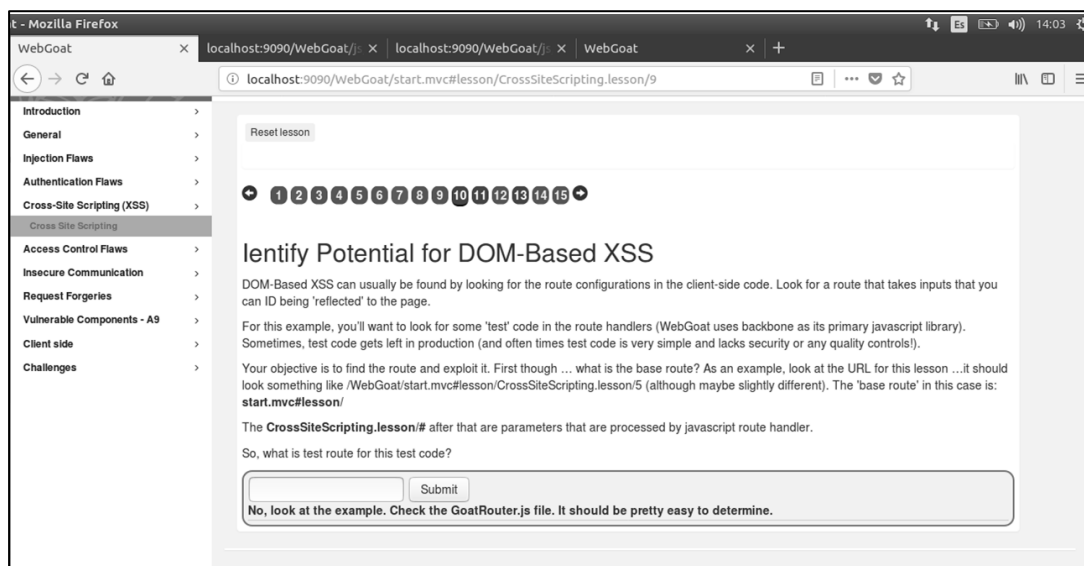 t - Mozilla Firefox
Es
14:03
WebGoat
localhost:9090/WebGoat/js
localhost:9090/WebGoat/js
WebGoat
localhost:9090/WebGoat/start.mvc#lesson/CrossSiteScripting.lesson/9
Introduction
General
Injection Flaws
Authentication Flaws
Cross-Site Scripting (XSS)
Cross Site Scripting
Access Control Flaws
Insecure Communication
Request Forgeries
Vulnerable Components - A9
Client side
Challenges
Reset lesson
1 2 3 4 5 6 7 8 9 10 11 12 13 14 15
Ientify Potential for DOM-Based XSS
DOM-Based XSS can usually be found by looking for the route configurations in the client-side code. Look for a route that takes inputs that you
can ID being 'reflected' to the page.
For this example, you'll want to look for some 'test' code in the route handlers (WebGoat uses backbone as its primary javascript library).
Sometimes, test code gets left in production (and often times test code is very simple and lacks security or any quality controls!).
Your objective is to find the route and exploit it. First though … what is the base route? As an example, look at the URL for this lesson …it should
look something like /WebGoat/start.mvc#lesson/CrossSiteScripting.lesson/5 (although maybe slightly different). The 'base route' in this case is:
start.mvc#lesson/
The CrossSiteScripting.lesson/# after that are parameters that are processed by javascript route handler.
So, what is test route for this test code?
Submit
No, look at the example. Check the GoatRouter.js file. It should be pretty easy to determine.